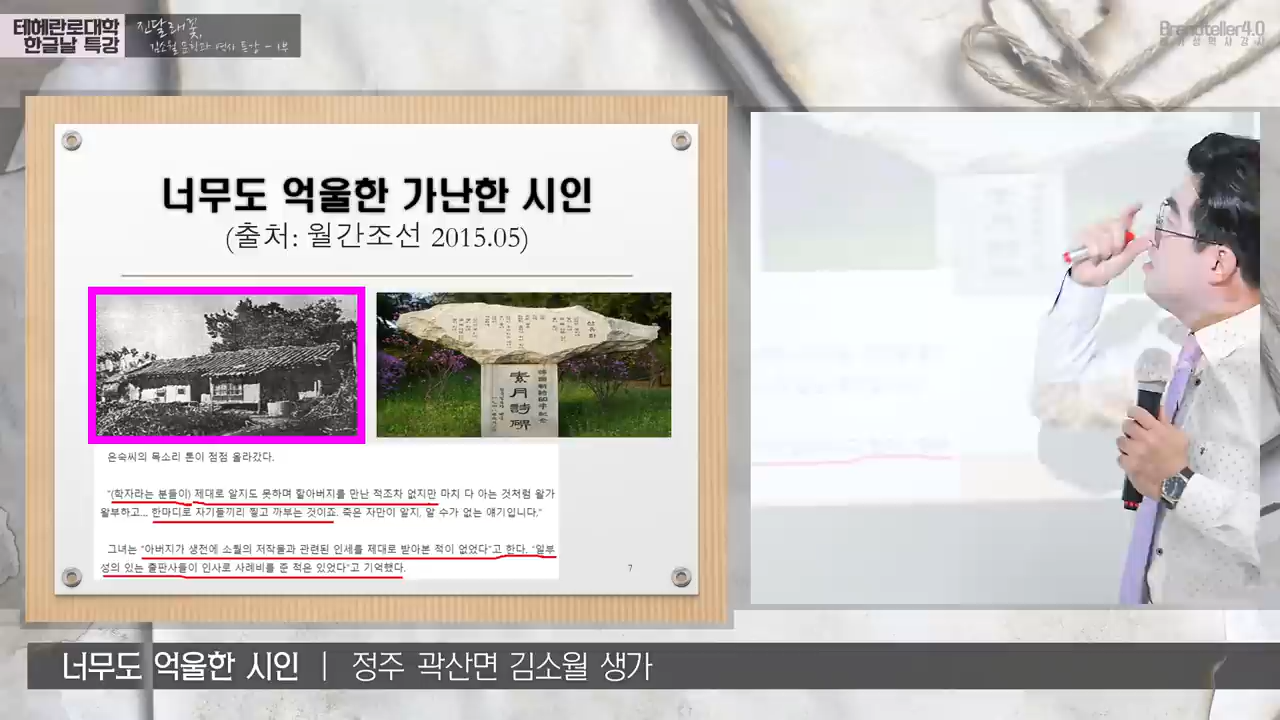 테헤란로대학
한글날 특강
진달래꽃,
김소월 문학과 역사 특강 - 1부
Brandteller4.0
너무도 억울한 가난한 시인
(출처: 월간조선 2015.05)
素月詩碑
은숙씨의 목소리 톤이 점점 올라갔다.
“(학자라는 분들이) 제대로 알지도 못하며 할아버지를 만난 적조차 없지만 마치 다 아는 것처럼 왈가
왈부하고... 한마디로 자기들끼리 찧고 까부는 것이죠. 죽은 자만이 알지, 알 수가 없는 얘기입니다.”
그녀는 “아버지가 생전에 소월의 저작물과 관련된 인세를 제대로 받아본 적이 없었다”고 한다. “일부
성의 있는 출판사들이 인사로 사례비를 준 적은 있었다”고 기억했다.
7
너무도 억울한 시인 | 정주 곽산면 김소월 생가